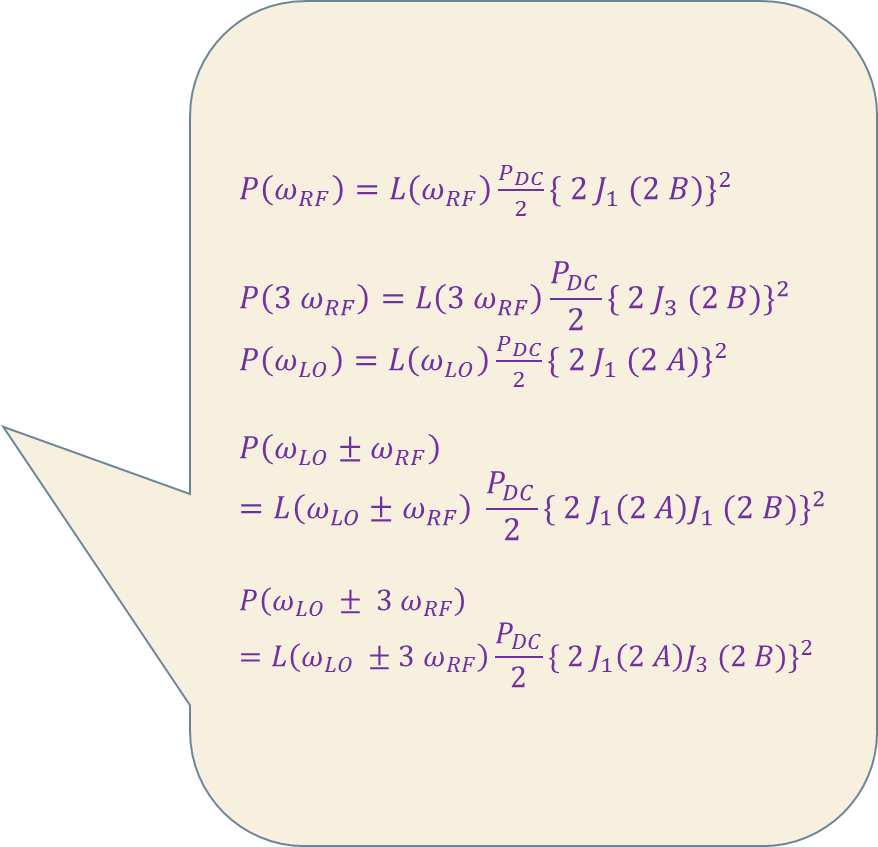 P(ω_RF) = L(ω_RF) P_DC/2 { 2 J_1 (2 B)}^2
P(3 ω_RF) = L(3 ω_RF) P_DC/2 { 2 J_3 (2 B)}^2
P(ω_LO) = L(ω_LO) P_DC/2 { 2 J_1 (2 A)}^2
P(ω_LO ± ω_RF)
= L(ω_LO ± ω_RF) P_DC/2 { 2 J_1(2 A)J_1 (2 B)}^2
P(ω_LO ± 3 ω_RF)
= L(ω_LO ± 3 ω_RF) P_DC/2 { 2 J_1(2 A)J_3 (2 B)}^2